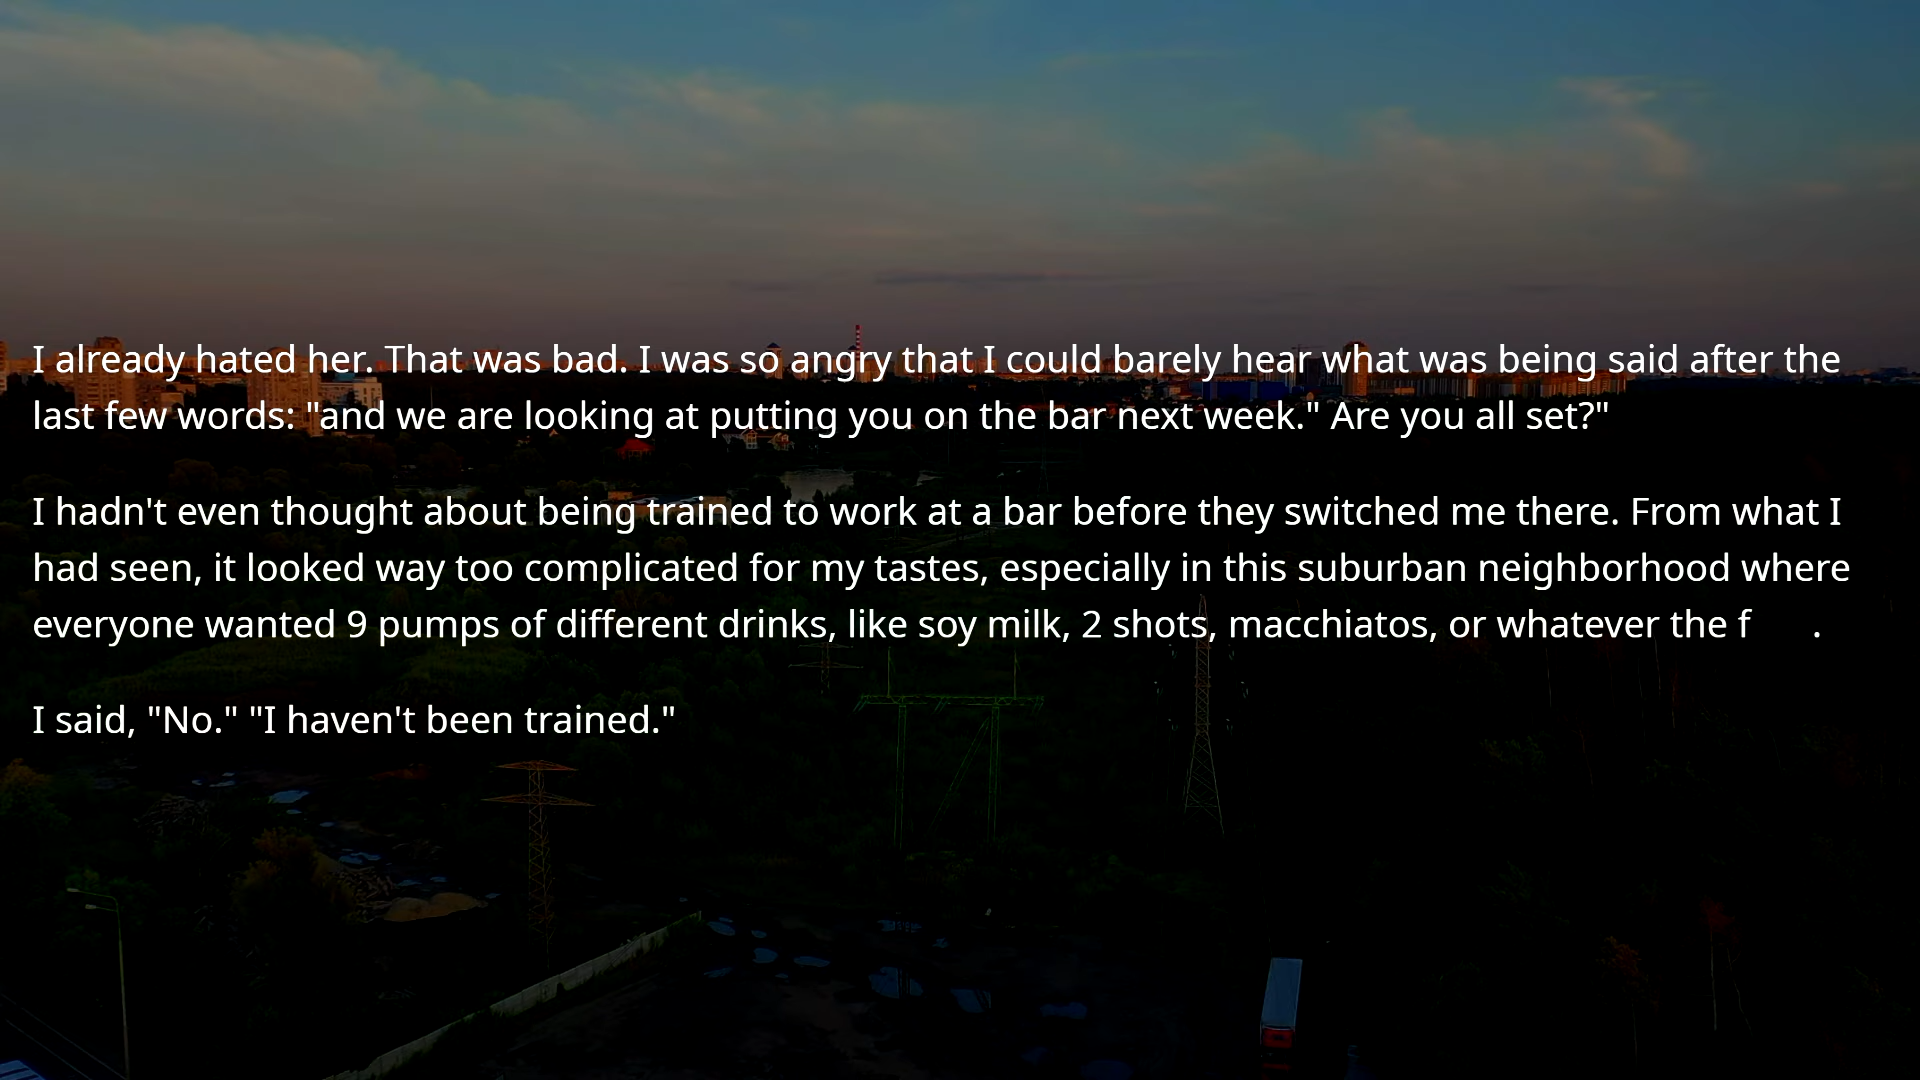 I already hated her. That was bad. I was so angry that I could barely hear what was being said after the
last few words: "and we are looking at putting you on the bar next week." Are you all set?"
I hadn't even thought about being trained to work at a bar before they switched me there. From what I
had seen, it looked way too complicated for my tastes, especially in this suburban neighborhood where
everyone wanted 9 pumps of different drinks, like soy milk, 2 shots, macchiatos, or whatever the f      .
I said, "No." "I haven't been trained."